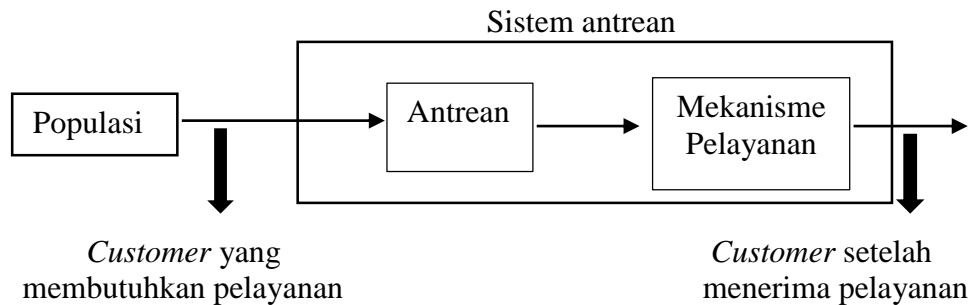 Sistem antrean
Populasi
Antrean
Mekanisme
Pelayanan
Customer yang
membutuhkan pelayanan
Customer setelah
menerima pelayanan